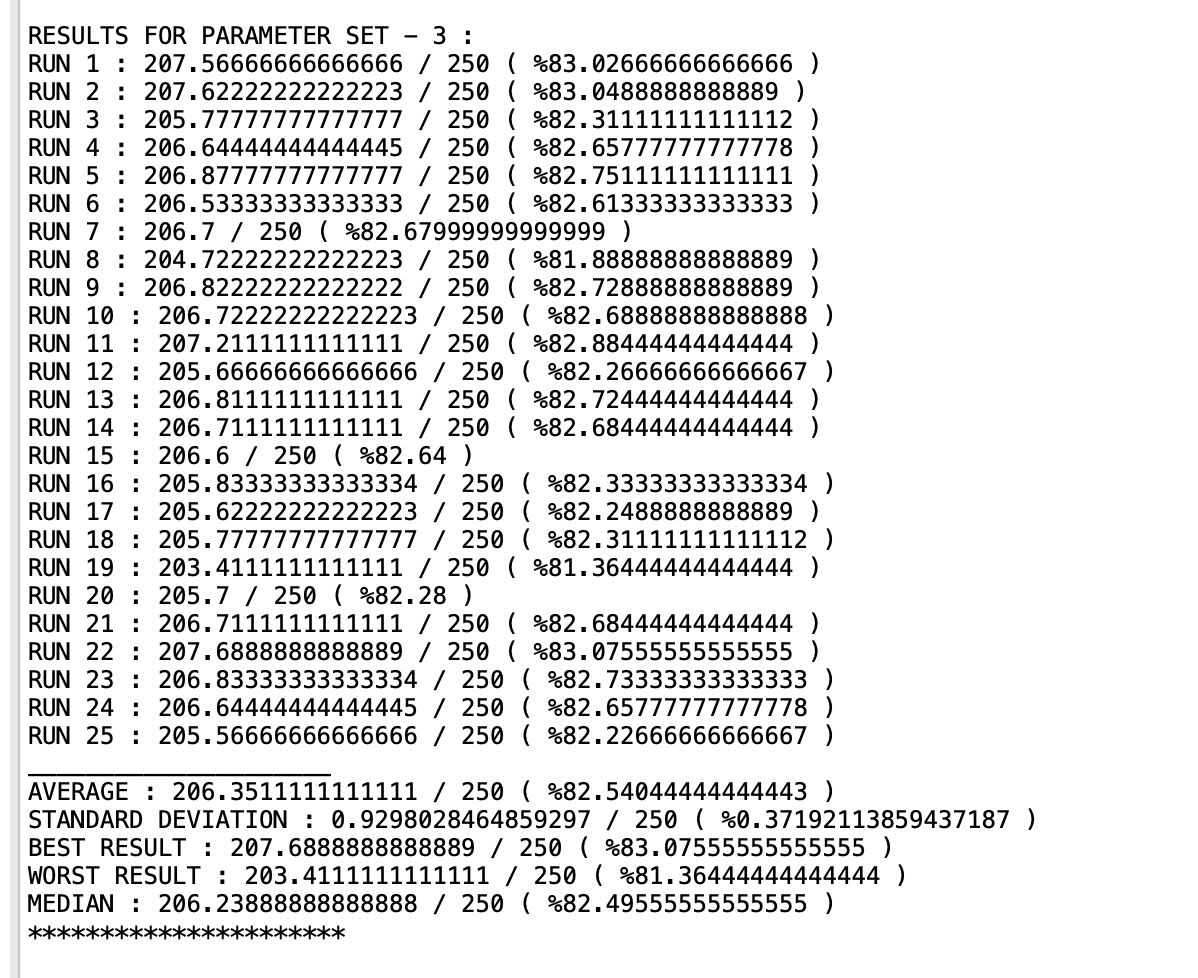 RESULTS FOR PARAMETER SET - 3 :
RUN 1 : 207.56666666666666 / 250 ( %83.02666666666666 )
RUN 2 : 207.62222222222223 / 250 ( %83.0488888888889 )
RUN 3 : 205.77777777777777 / 250 ( %82.31111111111112 )
RUN 4 : 206.64444444444445 / 250 ( %82.65777777777778 )
RUN 5 : 206.87777777777777 / 250 ( %82.75111111111111 )
RUN 6 : 206.53333333333333 / 250 ( %82.61333333333333 )
RUN 7 : 206.7 / 250 ( %82.67999999999999 )
RUN 8 : 204.72222222222223 / 250 ( %81.88888888888889 )
RUN 9 : 206.82222222222222 / 250 ( %82.72888888888889 )
RUN 10 : 206.72222222222223 / 250 ( %82.68888888888888 )
RUN 11 : 207.2111111111111 / 250 ( %82.88444444444444 )
RUN 12 : 205.66666666666666 / 250 ( %82.26666666666667 )
RUN 13 : 206.8111111111111 / 250 ( %82.72444444444444 )
RUN 14 : 206.7111111111111 / 250 ( %82.68444444444444 )
RUN 15 : 206.6 / 250 ( %82.64 )
RUN 16 : 205.83333333333334 / 250 ( %82.33333333333334 )
RUN 17 : 205.62222222222223 / 250 ( %82.2488888888889 )
RUN 18 : 205.77777777777777 / 250 ( %82.31111111111112 )
RUN 19 : 203.4111111111111 / 250 ( %81.36444444444444 )
RUN 20 : 205.7 / 250 ( %82.28 )
RUN 21 : 206.7111111111111 / 250 ( %82.68444444444444 )
RUN 22 : 207.6888888888889 / 250 ( %83.07555555555555 )
RUN 23 : 206.83333333333334 / 250 ( %82.73333333333333 )
RUN 24 : 206.64444444444445 / 250 ( %82.65777777777778 )
RUN 25 : 205.56666666666666 / 250 ( %82.22666666666667 )
_____________________
AVERAGE : 206.3511111111111 / 250 ( %82.54044444444443 )
STANDARD DEVIATION : 0.9298028464859297 / 250 ( %0.37192113859437187 )
BEST RESULT : 207.6888888888889 / 250 ( %83.07555555555555 )
WORST RESULT : 203.4111111111111 / 250 ( %81.36444444444444 )
MEDIAN : 206.23888888888888 / 250 ( %82.49555555555555 )
**********************